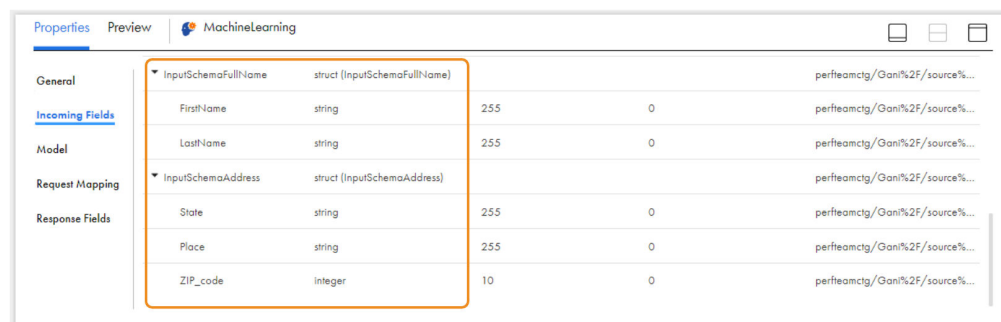 Properties Preview MachineLearning
General
Incoming Fields
Model
Request Mapping
Response Fields
InputSchemaFullName struct (InputSchemaFullName) perfteamctg/Gani%2F/source%...
FirstName string 255 0 perfteamctg/Gani%2F/source%...
LastName string 255 0 perfteamctg/Gani%2F/source%...
InputSchemaAddress struct (InputSchemaAddress) perfteamctg/Gani%2F/source%...
State string 255 0 perfteamctg/Gani%2F/source%...
Place string 255 0 perfteamctg/Gani%2F/source%...
ZIP_code integer 10 0 perfteamctg/Gani%2F/source%...